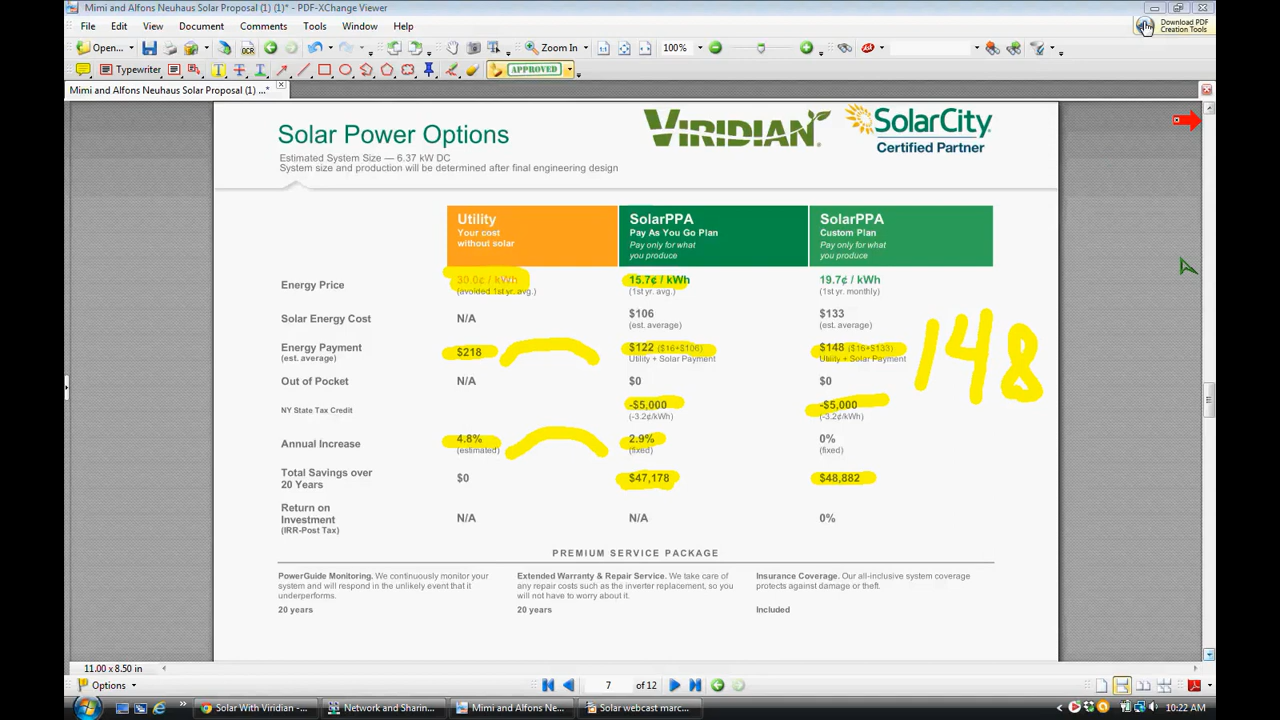 Mimi and Alfons Neuhaus Solar Proposal (1) (1)* - PDF-XChange Viewer
File Edit View Document Comments Tools Window Help
Download PDF
Creation Tools
Open... Zoom In 100%
Typewriter APPROVED
Mimi and Alfons Neuhaus Solar Proposal (1) ...*
Solar Power Options
VIRIDIAN
SolarCity
Certified Partner
Estimated System Size — 6.37 kW DC
System size and production will be determined after final engineering design
Utility
Your cost
without solar
SolarPPA
Pay As You Go Plan
Pay only for what
you produce
SolarPPA
Custom Plan
Pay only for what
you produce
Energy Price
30.0¢ / kWh
(avoided 1st yr. avg.)
15.7¢ / kWh
(1st yr. avg.)
19.7¢ / kWh
(1st yr. monthly)
Solar Energy Cost
N/A
$106
(est. average)
$133
(est. average)
Energy Payment
(est. average)
$218
$122 ($16+$106)
Utility + Solar Payment
$148 ($16+$133)
Utility + Solar Payment
148
Out of Pocket
N/A
$0
$0
NY State Tax Credit
-$5,000
(-3.2¢/kWh)
-$5,000
(-3.2¢/kWh)
Annual Increase
4.8%
(estimated)
2.9%
(fixed)
0%
(fixed)
Total Savings over
20 Years
$0
$47,178
$48,882
Return on
Investment
(IRR-Post Tax)
N/A
N/A
0%
PREMIUM SERVICE PACKAGE
PowerGuide Monitoring. We continuously monitor your
system and will respond in the unlikely event that it
underperforms.
20 years
Extended Warranty & Repair Service. We take care of
any repair costs such as the inverter replacement, so you
will not have to worry about it.
20 years
Insurance Coverage. Our all-inclusive system coverage
protects against damage or theft.
Included
11.00 x 8.50 in
Options 7 of 12
Solar With Viridian - ... Network and Sharin... Mimi and Alfons Ne... Solar webcast marc... 10:22 AM